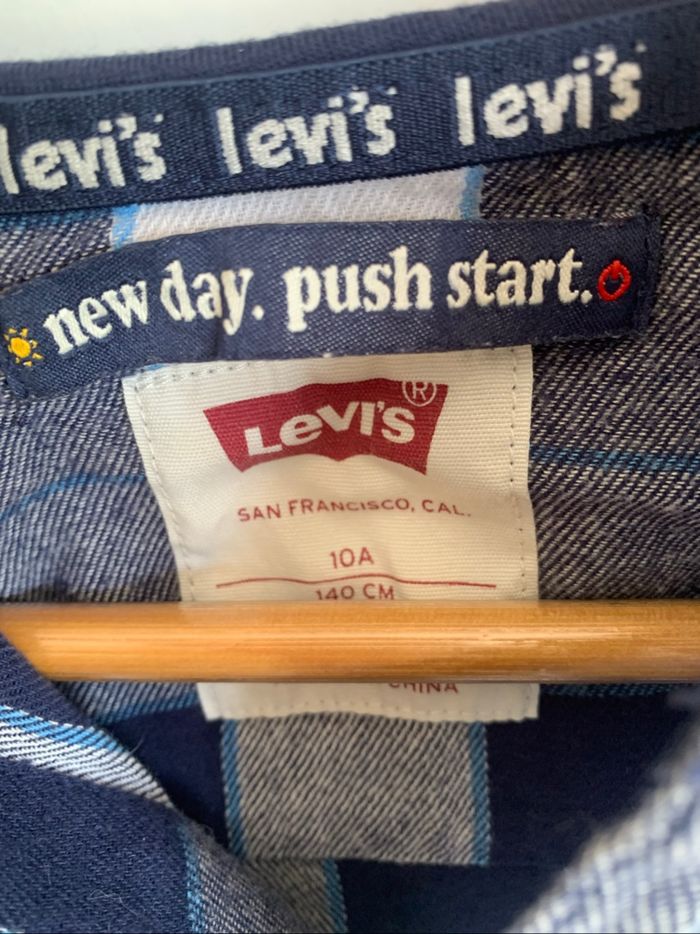 levi's levi's levi's
new day. push start.
LEVI'S®
SAN FRANCISCO, CAL.
10A
140 CM
CHINA